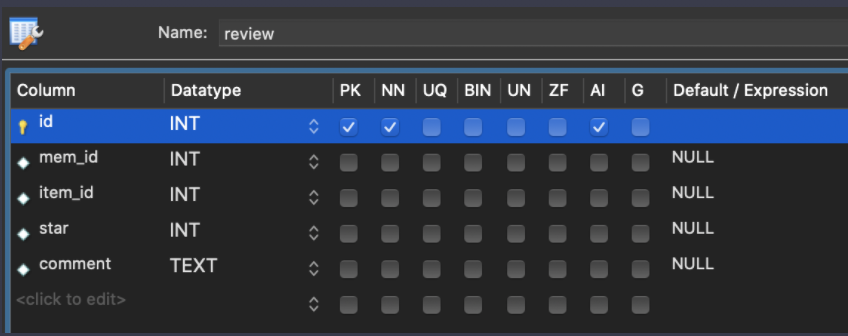 Name: review
Column Datatype PK NN UQ BIN UN ZF AI G Default / Expression
id INT
mem_id INT NULL
item_id INT NULL
star INT NULL
comment TEXT NULL
<click to edit>